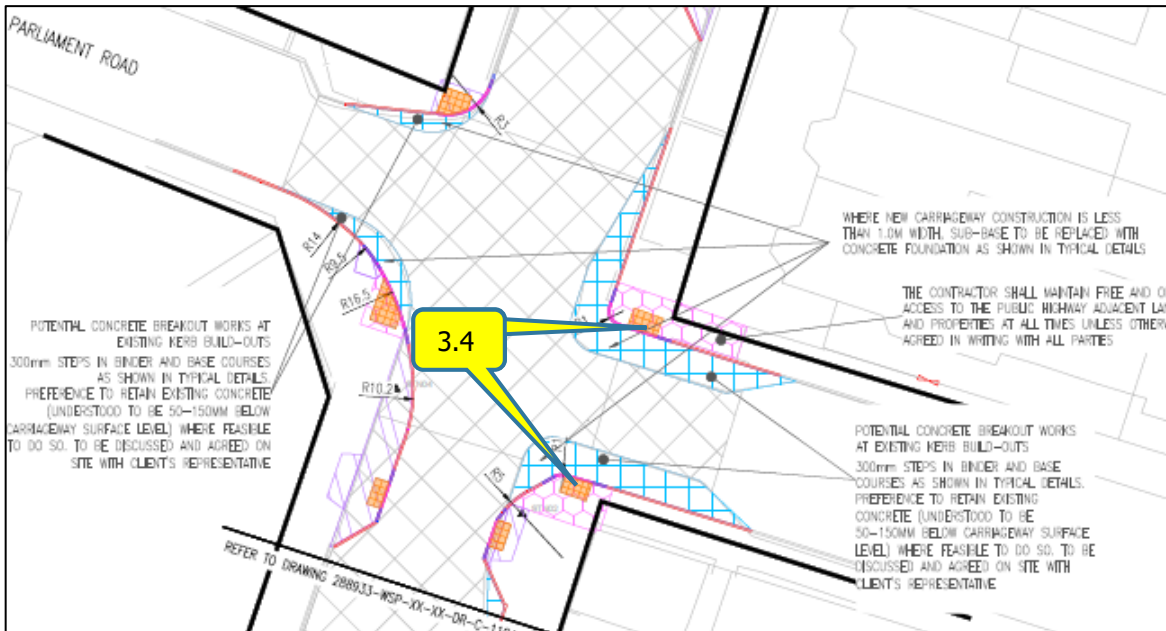 PARLIAMENT ROAD
R3
WHERE NEW CARRIAGEWAY CONSTRUCTION IS LESS
THAN 1.0M WIDTH, SUB-BASE TO BE REPLACED WITH
CONCRETE FOUNDATION AS SHOWN IN TYPICAL DETAILS
R14
R9.5
R16.5
THE CONTRACTOR SHALL MAINTAIN FREE AND
ACCESS TO THE PUBLIC HIGHWAY ADJACENT
AND PROPERTIES AT ALL TIMES UNLESS
AGREED IN WRITING WITH ALL PARTIES
POTENTIAL CONCRETE BREAKOUT WORKS AT
EXISTING KERB BUILD-OUTS
300mm STEPS IN BINDER AND BASE COURSES
AS SHOWN IN TYPICAL DETAILS.
PREFERENCE TO RETAIN EXISTING CONCRETE
(UNDERSTOOD TO BE 50-150MM BELOW
CARRIAGEWAY SURFACE LEVEL) WHERE FEASIBLE
TO DO SO. TO BE DISCUSSED AND AGREED ON
SITE WITH CLIENT'S REPRESENTATIVE
3.4
R10.2
POTENTIAL CONCRETE BREAKOUT WORKS
AT EXISTING KERB BUILD-OUTS
300mm STEPS IN BINDER AND BASE
COURSES AS SHOWN IN TYPICAL DETAILS.
PREFERENCE TO RETAIN EXISTING
CONCRETE (UNDERSTOOD TO BE
50-150MM BELOW CARRIAGEWAY SURFACE
LEVEL) WHERE FEASIBLE TO DO SO. TO BE
DISCUSSED AND AGREED ON SITE WITH
CLIENT'S REPRESENTATIVE
R5
REFER TO DRAWING 288933-WSP-XX-XX-DR-C-